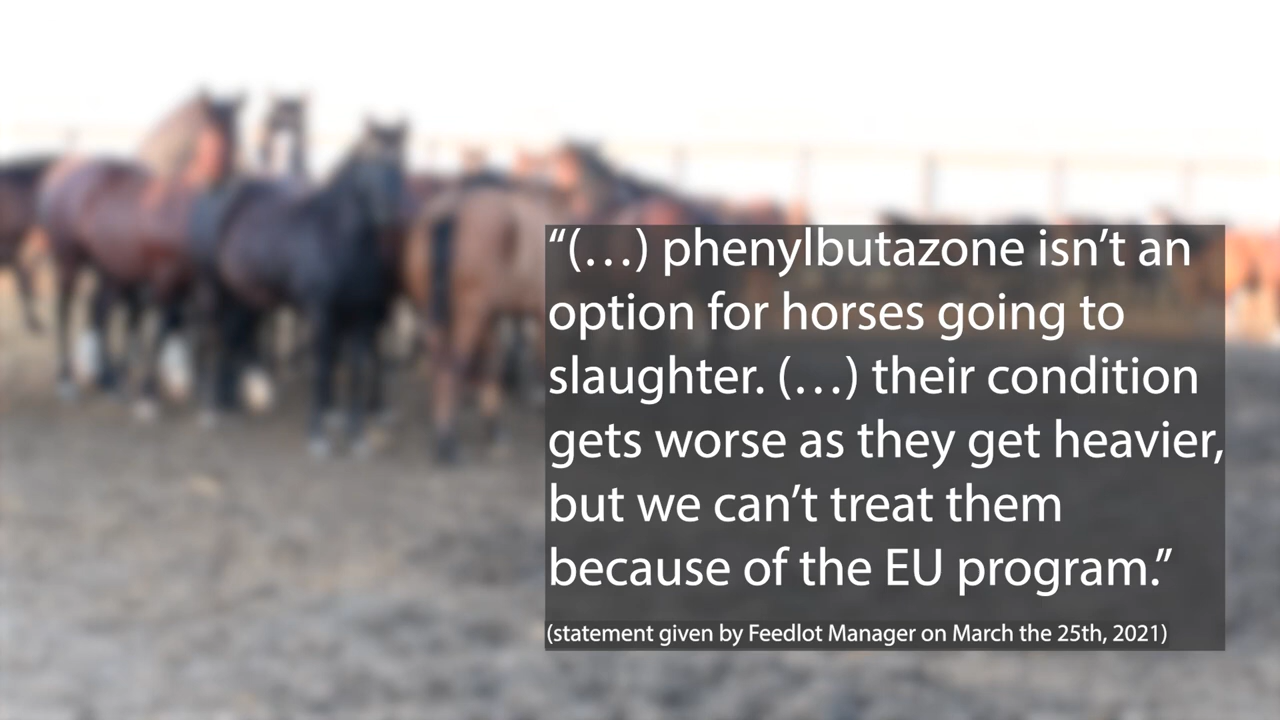 “(…) phenylbutazone isn’t an
option for horses going to
slaughter. (…) their condition
gets worse as they get heavier,
but we can’t treat them
because of the EU program.”
(statement given by Feedlot Manager on March the 25th, 2021)